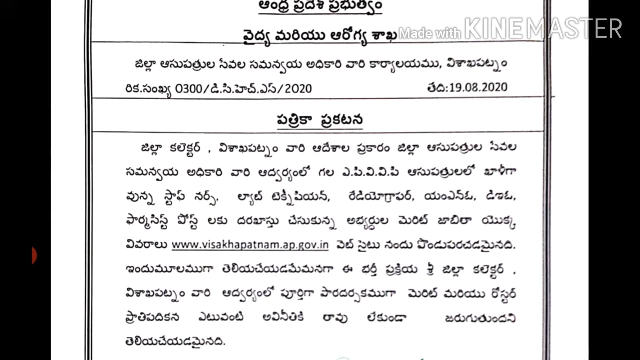 ఆంధ్ర ప్రదేశ్ ప్రభుత్వం
వైద్య మరియు ఆరోగ్య శాఖ
Made with KINEMASTER
జిల్లా ఆసుపత్రుల సేవల సమన్వయ అధికారి వారి కార్యాలయము, విశాఖపట్నం
రిక.సంఖ్య 0300/డి.సి.హెచ్.ఎస్/2020 తేది:19.08.2020
పత్రికా ప్రకటన
జిల్లా కలెక్టర్ , విశాఖపట్నం వారి ఆదేశాల ప్రకారం జిల్లా ఆసుపత్రుల సేవల
సమన్వయ అధికారి వారి ఆధ్వర్యంలో గల ఎ.పి.వి.వి.పి ఆసుపత్రులలో ఖాళీగా
వున్న స్టాఫ్ నర్స్, ల్యాబ్ టెక్నీషియన్, రేడియోగ్రాఫర్, యంఎన్ఓ, డిఇఓ,
ఫార్మసిస్ట్ పోస్ట్ లకు దరఖాస్తు చేసుకున్న అభ్యర్థుల మెరిట్ జాబితా యొక్క
వివరాలు www.visakhapatnam.ap.gov.in వెబ్ సైటు నందు పొందుపరచడమైనది.
ఇందుమూలముగా తెలియచేయడమేమనగా ఈ భర్తీ ప్రక్రియ శ్రీ జిల్లా కలెక్టర్ ,
విశాఖపట్నం వారి ఆధ్వర్యంలో పూర్తిగా పారదర్శకముగా మెరిట్ మరియు రోస్టర్
ప్రాతిపదికన ఎటువంటి అవినీతికి రావు లేకుండా జరుగుతుందని
తెలియచేయడమైనది.